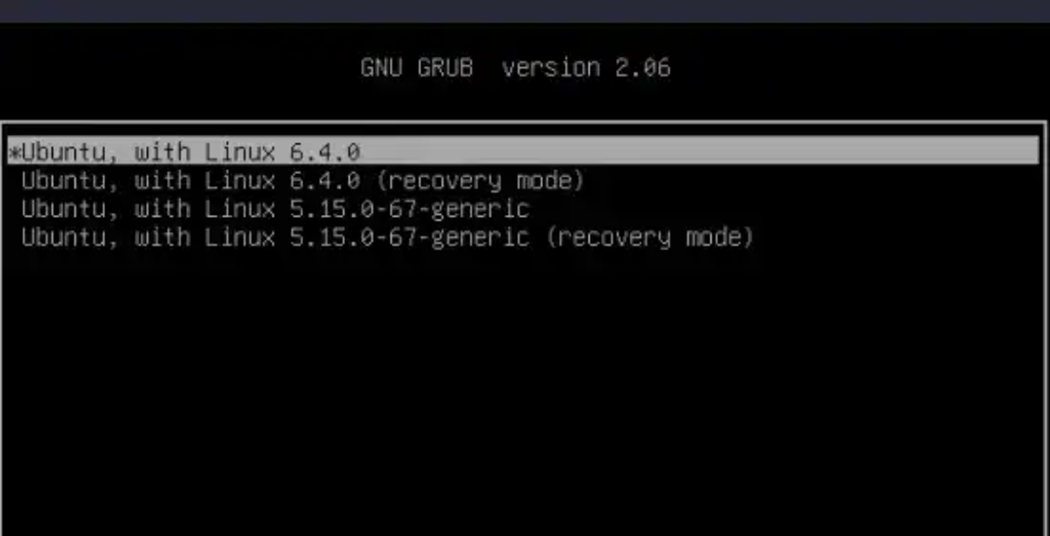 GNU GRUB  version 2.06
*Ubuntu, with Linux 6.4.0
Ubuntu, with Linux 6.4.0 (recovery mode)
Ubuntu, with Linux 5.15.0-67-generic
Ubuntu, with Linux 5.15.0-67-generic (recovery mode)